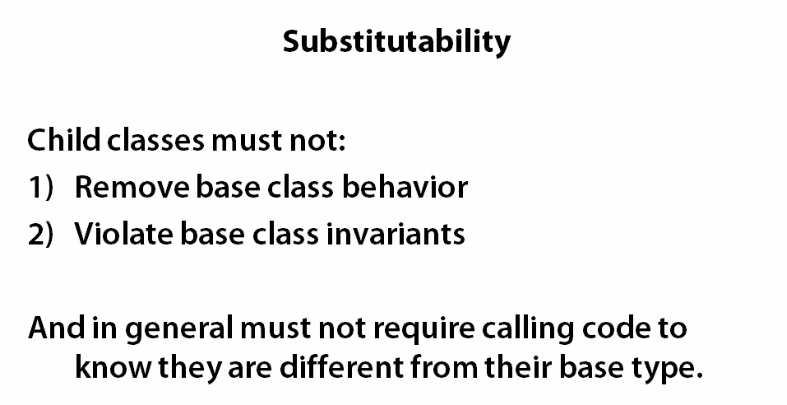 Substitutability
Child classes must not:
1) Remove base class behavior
2) Violate base class invariants
And in general must not require calling code to
know they are different from their base type.